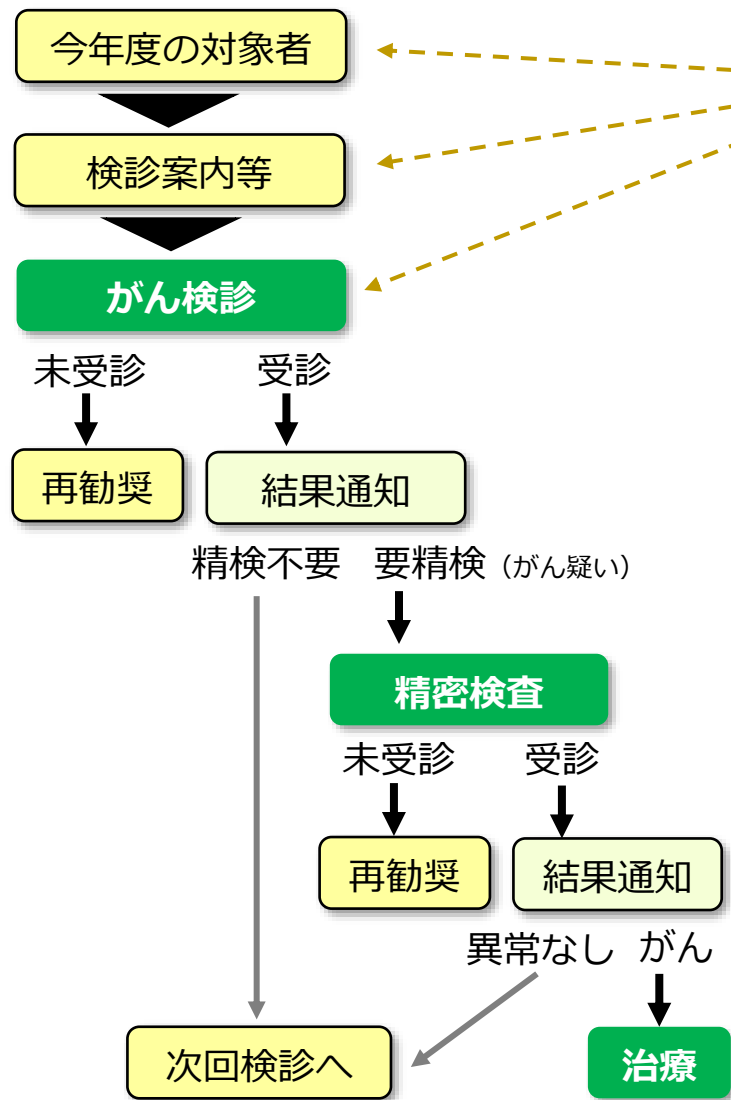 今年度の対象者
検診案内等
がん検診
未受診 受診
再勧奨 結果通知
精検不要 要精検（がん疑い）
精密検査
未受診 受診
再勧奨 結果通知
異常なし がん
次回検診へ 治療